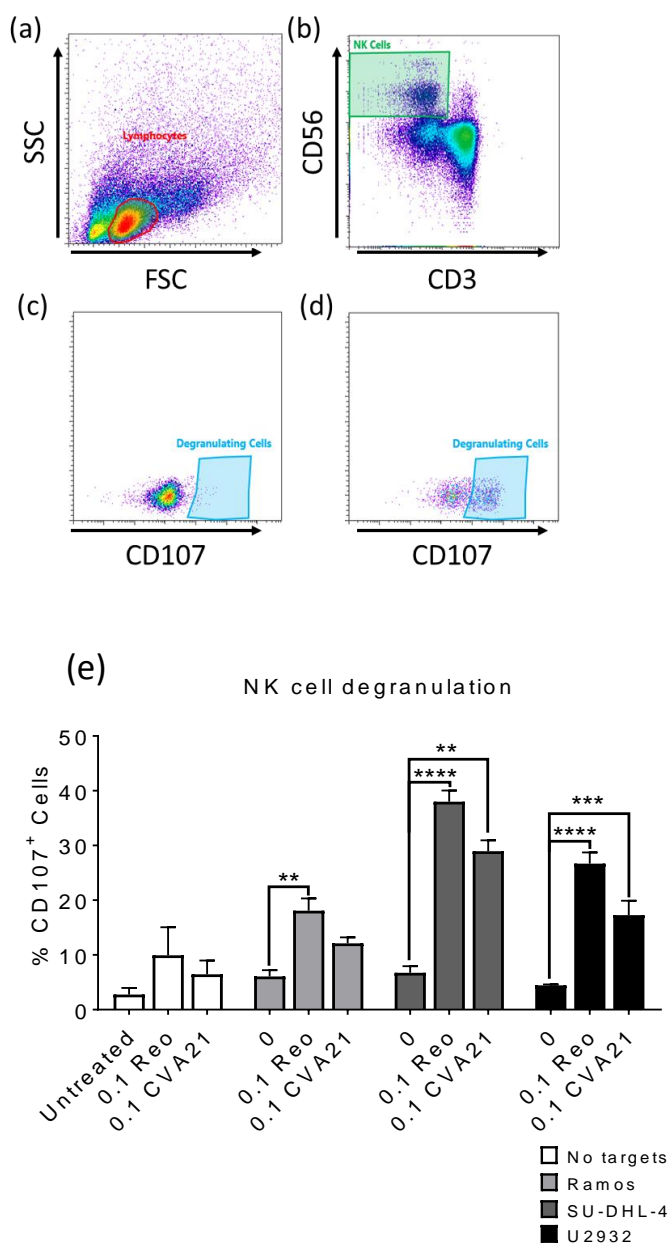 (a)
SSC
Lymphocytes
FSC
(b)
NK Cells
CD56
CD3
(c)
Degranulating Cells
CD107
(d)
Degranulating Cells
CD107
(e)
NK cell degranulation
% CD107+ Cells
50
40
30
20
10
0
**
****
**
****
***
Untreated
0.1 Reo
0.1 CVA21
0
0.1 Reo
0.1 CVA21
0
0.1 Reo
0.1 CVA21
0
0.1 Reo
0.1 CVA21
No targets
Ramos
SU-DHL-4
U2932